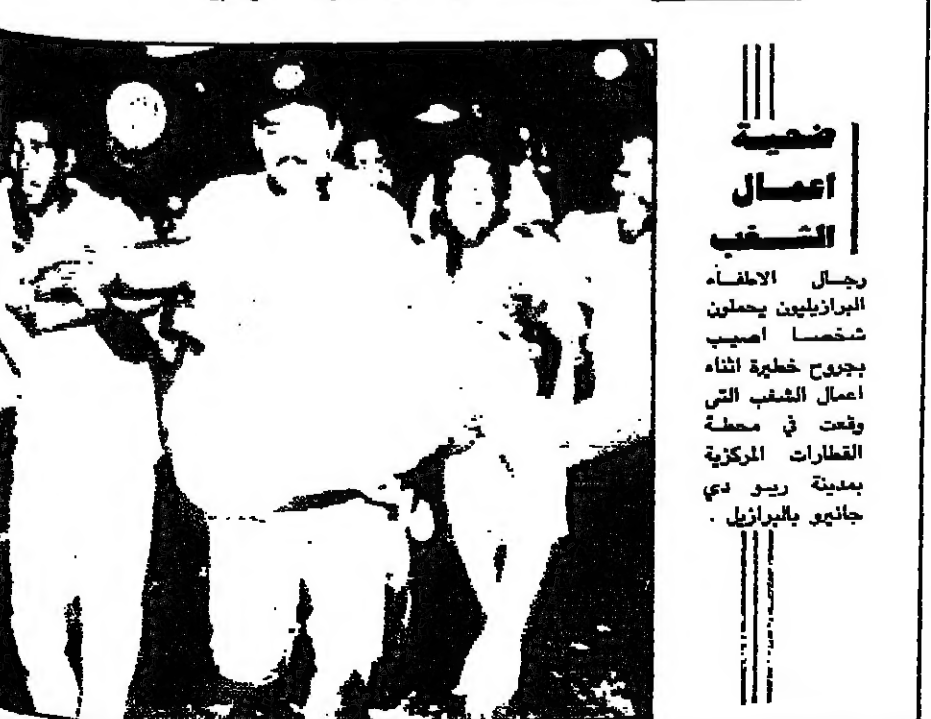 ضحية
اعمال
الشغب
رجال الاطفاء
البرازيليون يحملون
شخصا اصيب
بجروح خطيرة اثناء
اعمال الشغب التى
وقعت في محطة
القطارات المركزية
بمدينة ريو دي
جانيرو بالبرازيل .